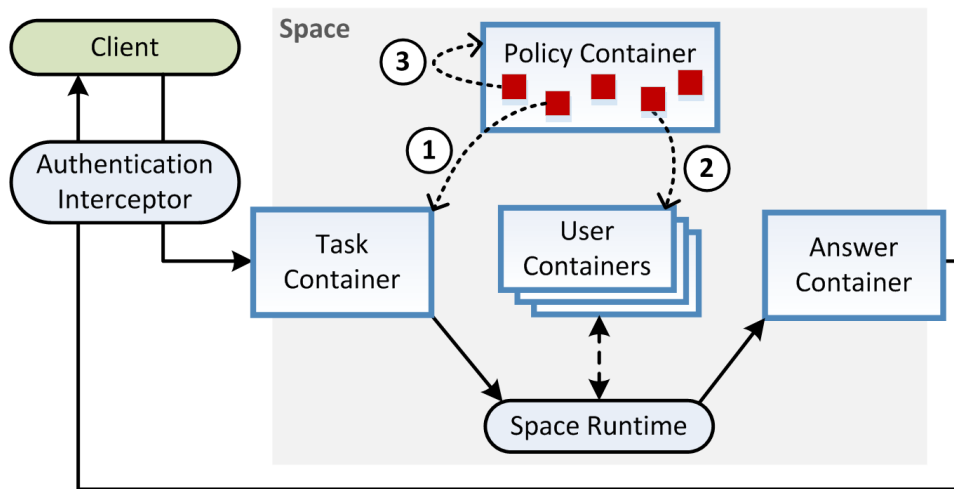 Space
Client
Policy Container
3
1
2
Authentication
Interceptor
Task
Container
User
Containers
Answer
Container
Space Runtime